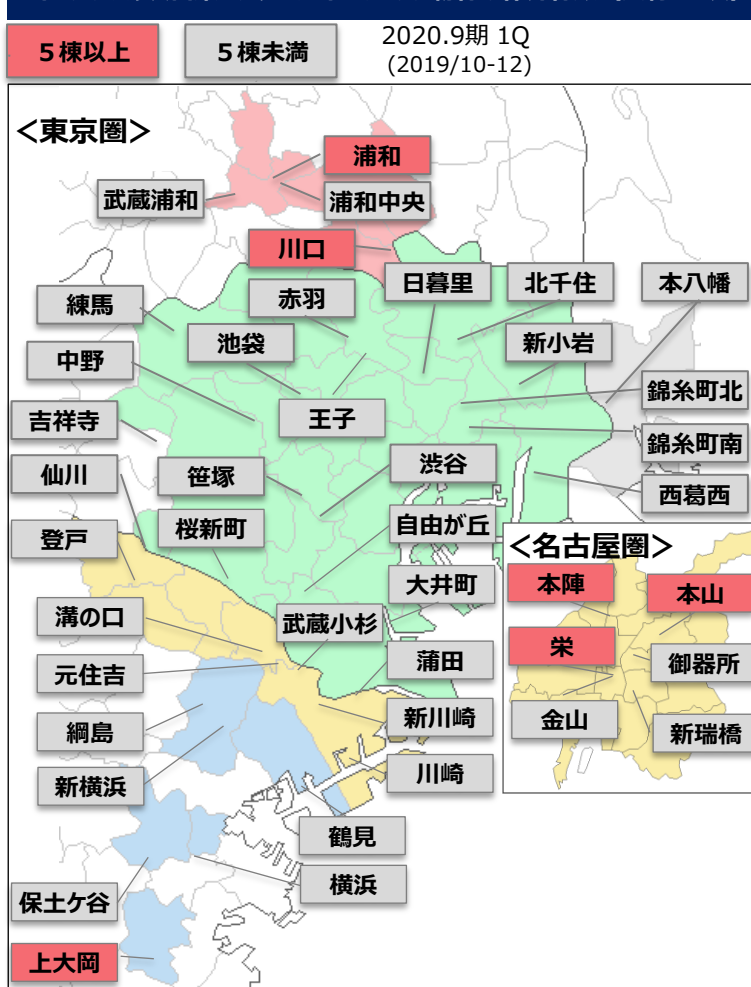 5棟以上
5棟未満
2020.9期 1Q
(2019/10-12)
＜東京圏＞
浦和
武蔵浦和
浦和中央
川口
日暮里
北千住
本八幡
赤羽
練馬
池袋
新小岩
中野
錦糸町北
王子
吉祥寺
錦糸町南
渋谷
仙川
笹塚
西葛西
桜新町
自由が丘
登戸
＜名古屋圏＞
大井町
本陣
本山
溝の口
武蔵小杉
栄
御器所
元住吉
蒲田
金山
新瑞橋
綱島
新川崎
新横浜
川崎
鶴見
横浜
保土ケ谷
上大岡